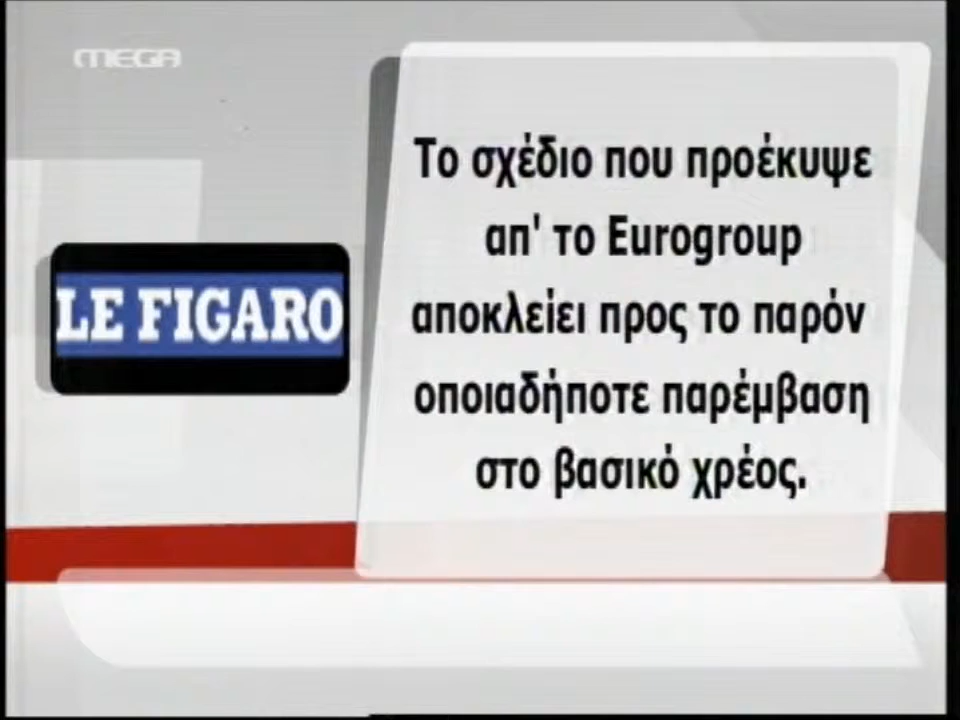 MEGA
Το σχέδιο που προέκυψε
απ' το Eurogroup
αποκλείει προς το παρόν
οποιαδήποτε παρέμβαση
στο βασικό χρέος.
LE FIGARO